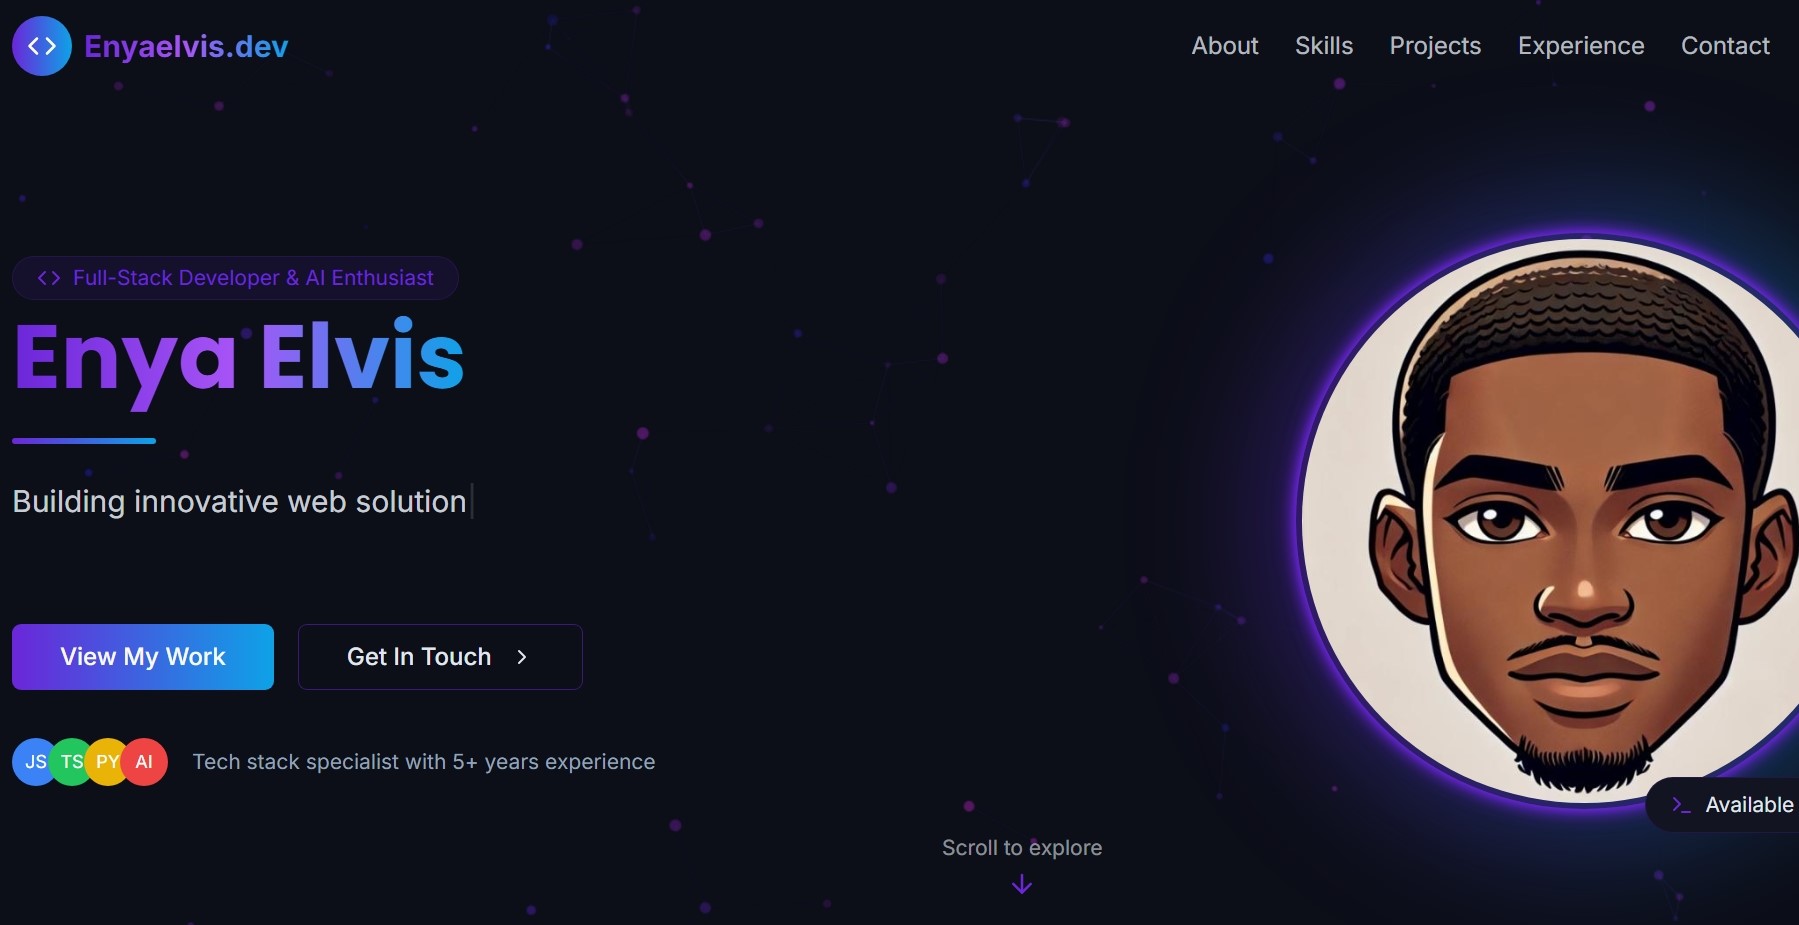 Enyaelvis.dev
About Skills Projects Experience Contact
Full-Stack Developer & AI Enthusiast
Enya Elvis
Building innovative web solution
View My Work
Get In Touch
JS TS PY AI
Tech stack specialist with 5+ years experience
Available
Scroll to explore